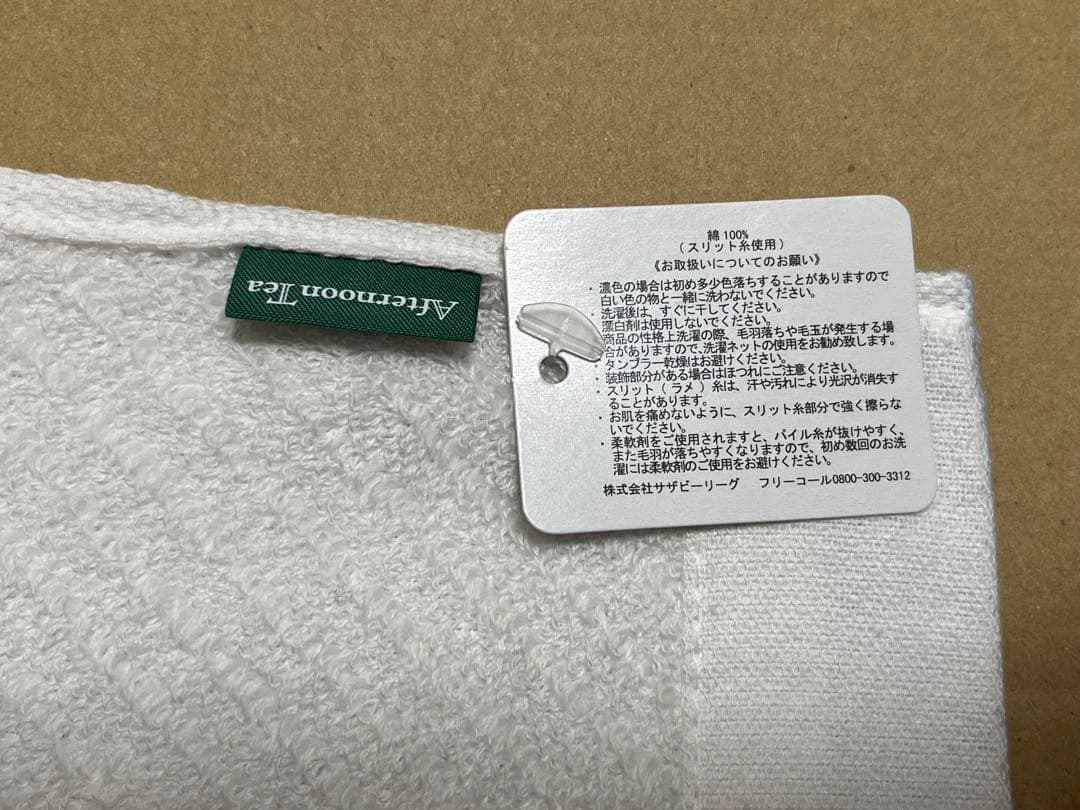 Afternoon Tea
綿100%
(スリット糸使用)
《お取扱いについてのお願い》
・濃色の場合は初め多少色落ちすることがありますので
白い色の物と一緒に洗わないでください。
・洗濯後は、すぐに干してください。
漂白剤は使用しないでください。
商品の性格上洗濯の際、毛羽落ちや毛玉が発生する場
合がありますので、洗濯ネットの使用をお勧め致します。
・タンブラー乾燥はお避けください。
・装飾部分がある場合はほつれにご注意ください。
・スリット(ラメ)糸は、汗や汚れにより光沢が消失す
ることがあります。
・お肌を痛めないように、スリット糸部分で強く擦らな
いでください。
・柔軟剤をご使用されますと、パイル糸が抜けやすく、
また毛羽が落ちやすくなりますので、初め数回のお洗
濯には柔軟剤のご使用をお避けください。
株式会社サザビーリーグ フリーコール0800-300-3312